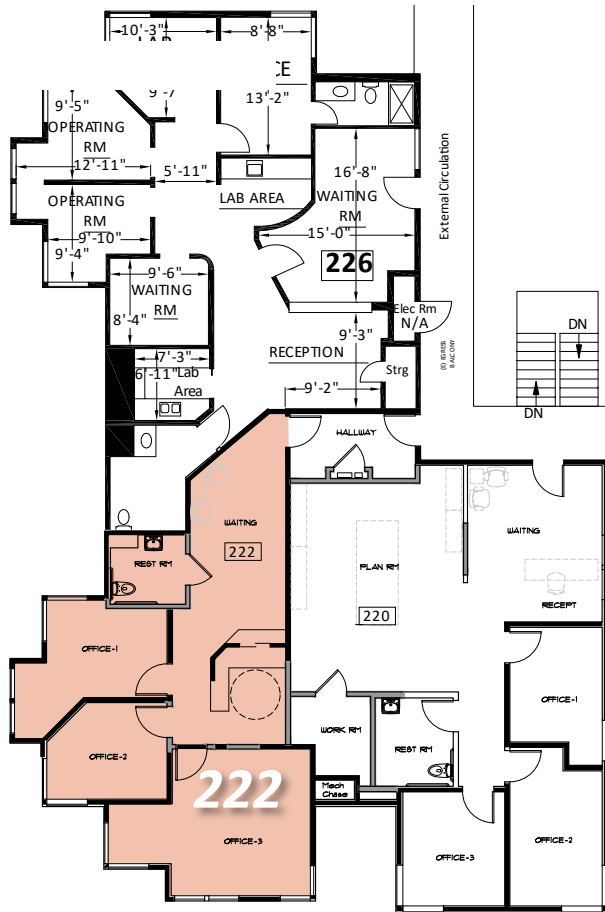 10'-3"
8'-8"
9'-5"
13'-2"
OPERATING
RM
12'-11"
5'-11"
16'-8"
LAB AREA
WAITING
RM
15'-0"
226
OPERATING
RM
9'-10"
9'-4"
9'-6"
WAITING
RM
8'-4"
Elec Rm
N/A
External Circulation
(E) EGRESS
BALCONY
DN
DN
9'-3"
RECEPTION
Strg
9'-2"
7'-3"
6'-11"
Lab
Area
HALLWAY
WAITING
222
REST RM
PLAN RM
220
WAITING
RECEPT
OFFICE-1
OFFICE-1
OFFICE-2
WORK RM
REST RM
222
Mech
Chase
OFFICE-3
OFFICE-3
OFFICE-2